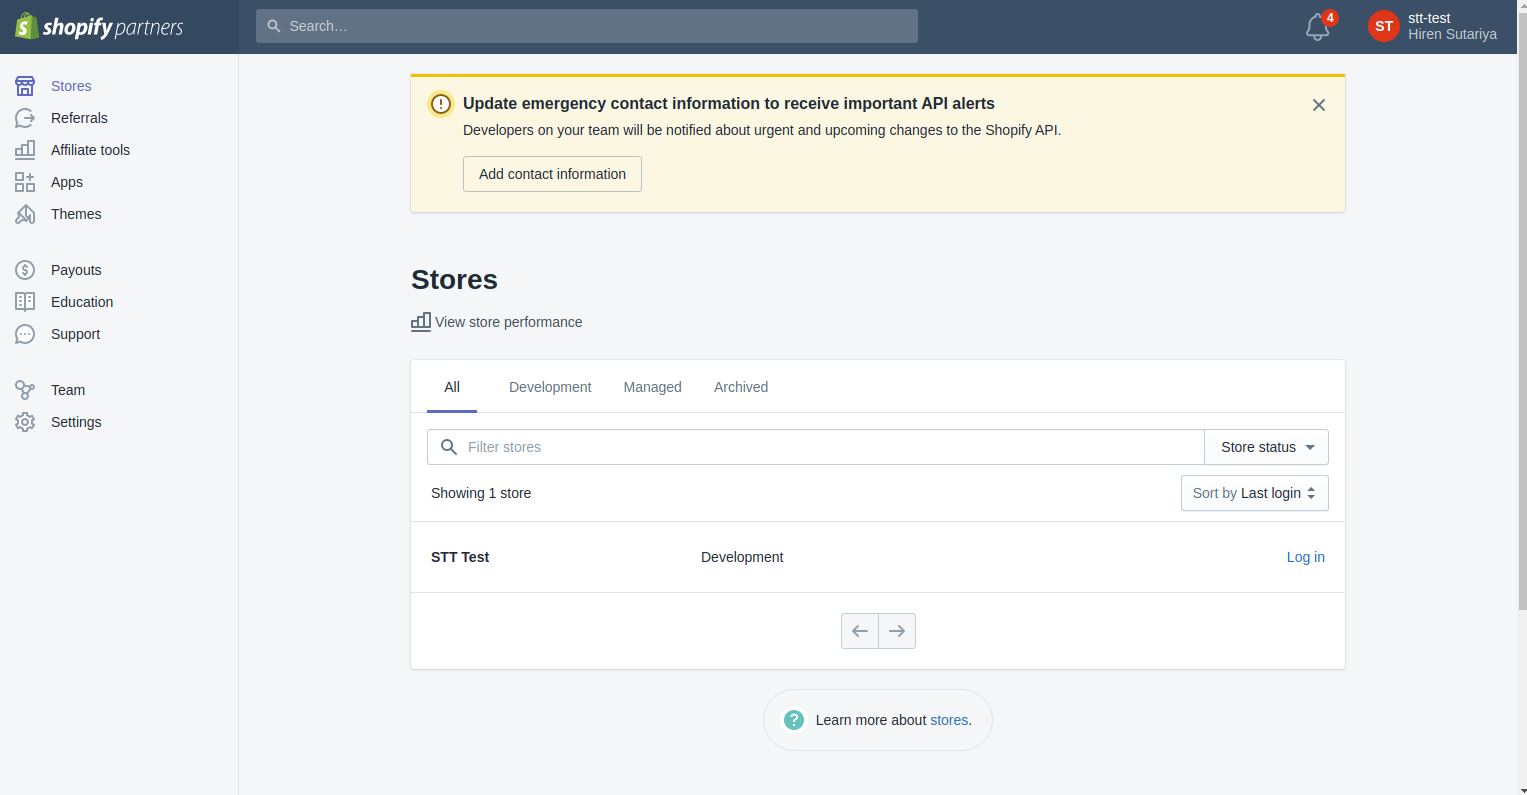 shopify partners
Search…
4
ST
stt-test
Hiren Sutariya
Stores
Referrals
Affiliate tools
Apps
Themes
Payouts
Education
Support
Team
Settings
Update emergency contact information to receive important API alerts
Developers on your team will be notified about urgent and upcoming changes to the Shopify API.
Add contact information
Stores
View store performance
All Development Managed Archived
Filter stores
Store status
Showing 1 store
Sort by Last login
STT Test Development Log in
? Learn more about stores.